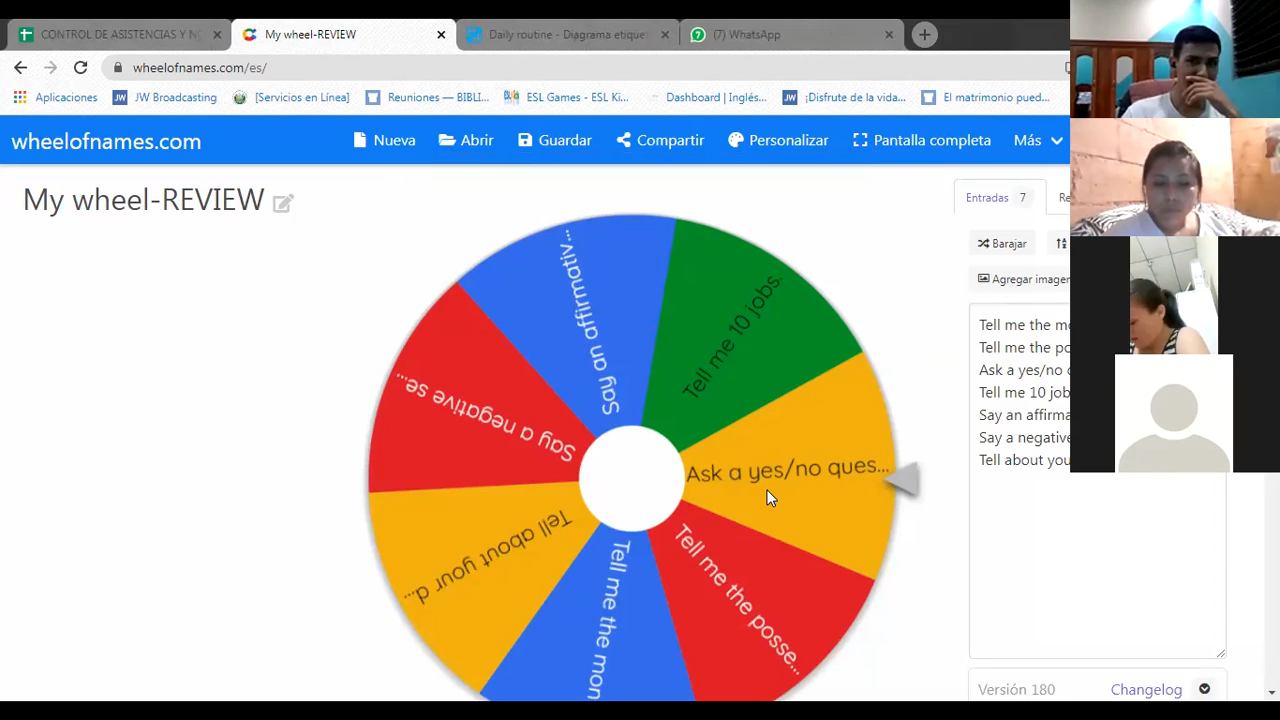 CONTROL DE ASISTENCIAS Y N
My wheel-REVIEW
Daily routine - Diagrama etique
(7) WhatsApp
wheelofnames.com/es/
Aplicaciones
JW Broadcasting
[Servicios en Línea]
Reuniones — BIBLI...
ESL Games - ESL Ki...
Dashboard | Inglés...
¡Disfrute de la vida...
El matrimonio pued...
wheelofnames.com
Nueva
Abrir
Guardar
Compartir
Personalizar
Pantalla completa
Más
My wheel-REVIEW
Entradas 7
Re
Barajar
Agregar imagen
Say an affirmativ...
Tell me 10 jobs.
Ask a yes/no ques...
Tell me the posse...
Tell me the mon
Tell about your d...
Say a negative se...
Tell me the mo
Tell me the po
Ask a yes/no
Tell me 10 job
Say an affirma
Say a negative
Tell about you
Versión 180
Changelog